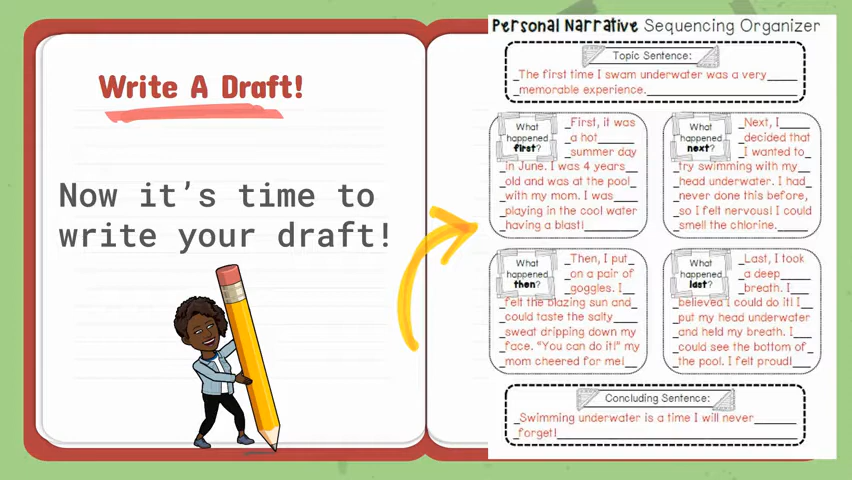 Write A Draft!
Now it's time to
write your draft!
Personal Narrative Sequencing Organizer
Topic Sentence:
The first time I swam underwater was a very
memorable experience.
What
happened
first?
First, it was
a hot
summer day
in June. I was 4 years
old and was at the pool
with my mom. I was
playing in the cool water
having a blast!
What
happened
next?
Next, I
decided that
I wanted to
try swimming with my
head underwater. I had
never done this before,
so I felt nervous! I could
smell the chlorine.
What
happened
then?
Then, I put
on a pair of
goggles. I
felt the blazing sun and
could taste the salty
sweat dripping down my
face. "You can do it!" my
mom cheered for me!
What
happened
last?
Last, I took
a deep
breath. I
believed I could do it! I
put my head underwater
and held my breath. I
could see the bottom of
the pool. I felt proud!
Concluding Sentence:
Swimming underwater is a time I will never
forget!